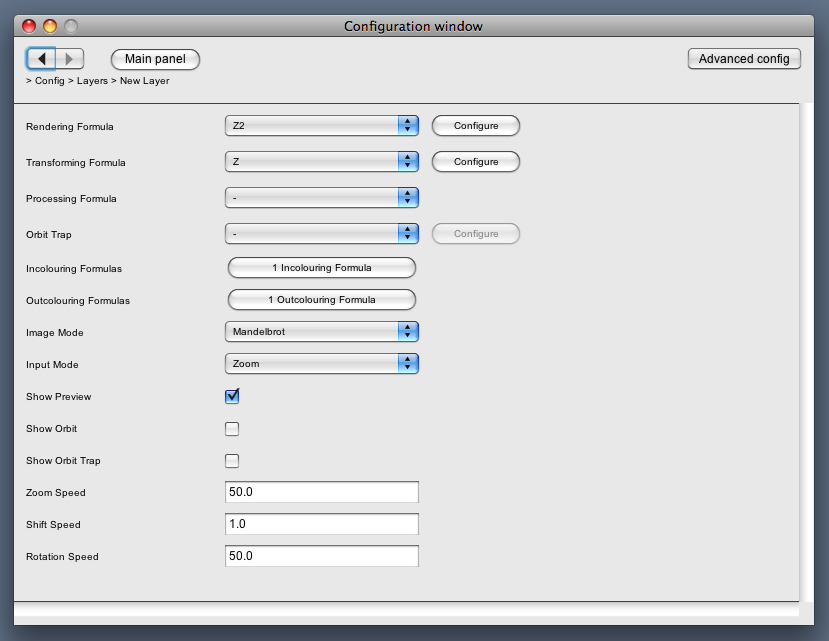 Configuration window
Main panel
Advanced config
> Config > Layers > New Layer
Rendering Formula Z2 Configure
Transforming Formula Z Configure
Processing Formula -
Orbit Trap - Configure
Incolouring Formulas 1 Incolouring Formula
Outcolouring Formulas 1 Outcolouring Formula
Image Mode Mandelbrot
Input Mode Zoom
Show Preview
Show Orbit
Show Orbit Trap
Zoom Speed 50.0
Shift Speed 1.0
Rotation Speed 50.0